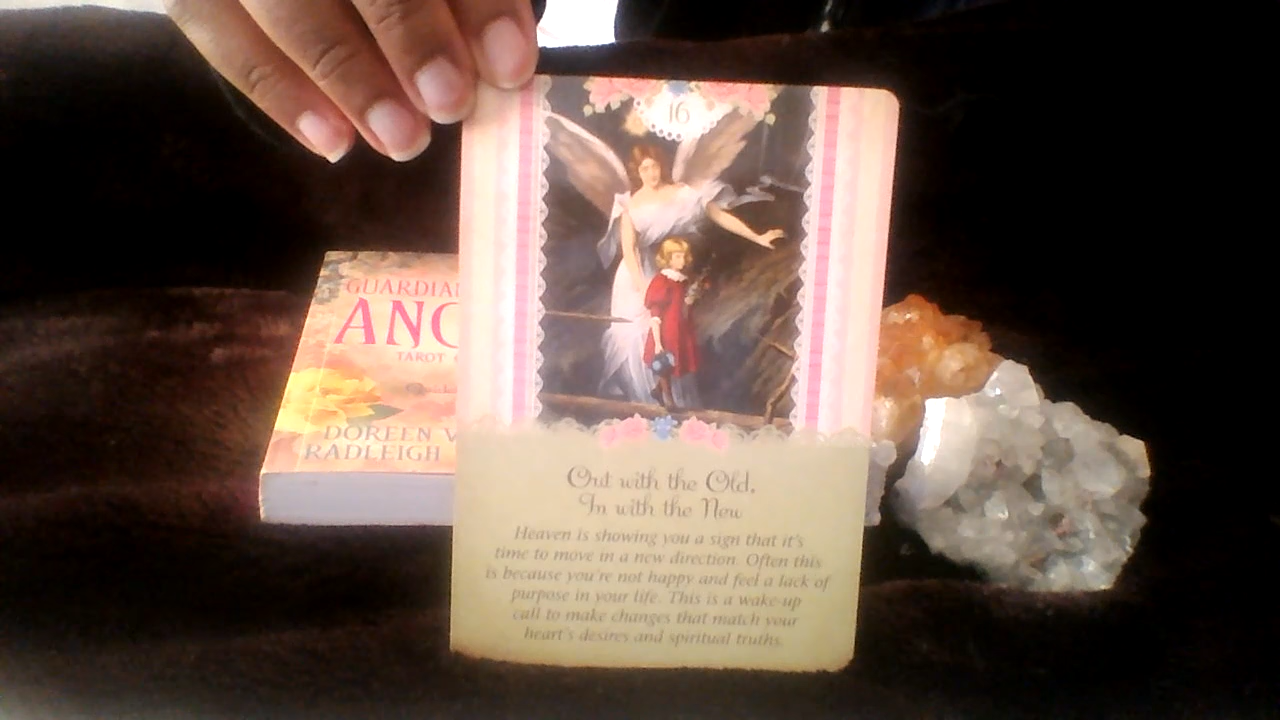 16
GUARDIAN
ANG
TAROT
DOREEN V
RADLEIGH
Out with the Old,
In with the New
Heaven is showing you a sign that it's
time to move in a new direction. Often this
is because you're not happy and feel a lack of
purpose in your life. This is a wake-up
call to make changes that match your
heart's desires and spiritual truths.